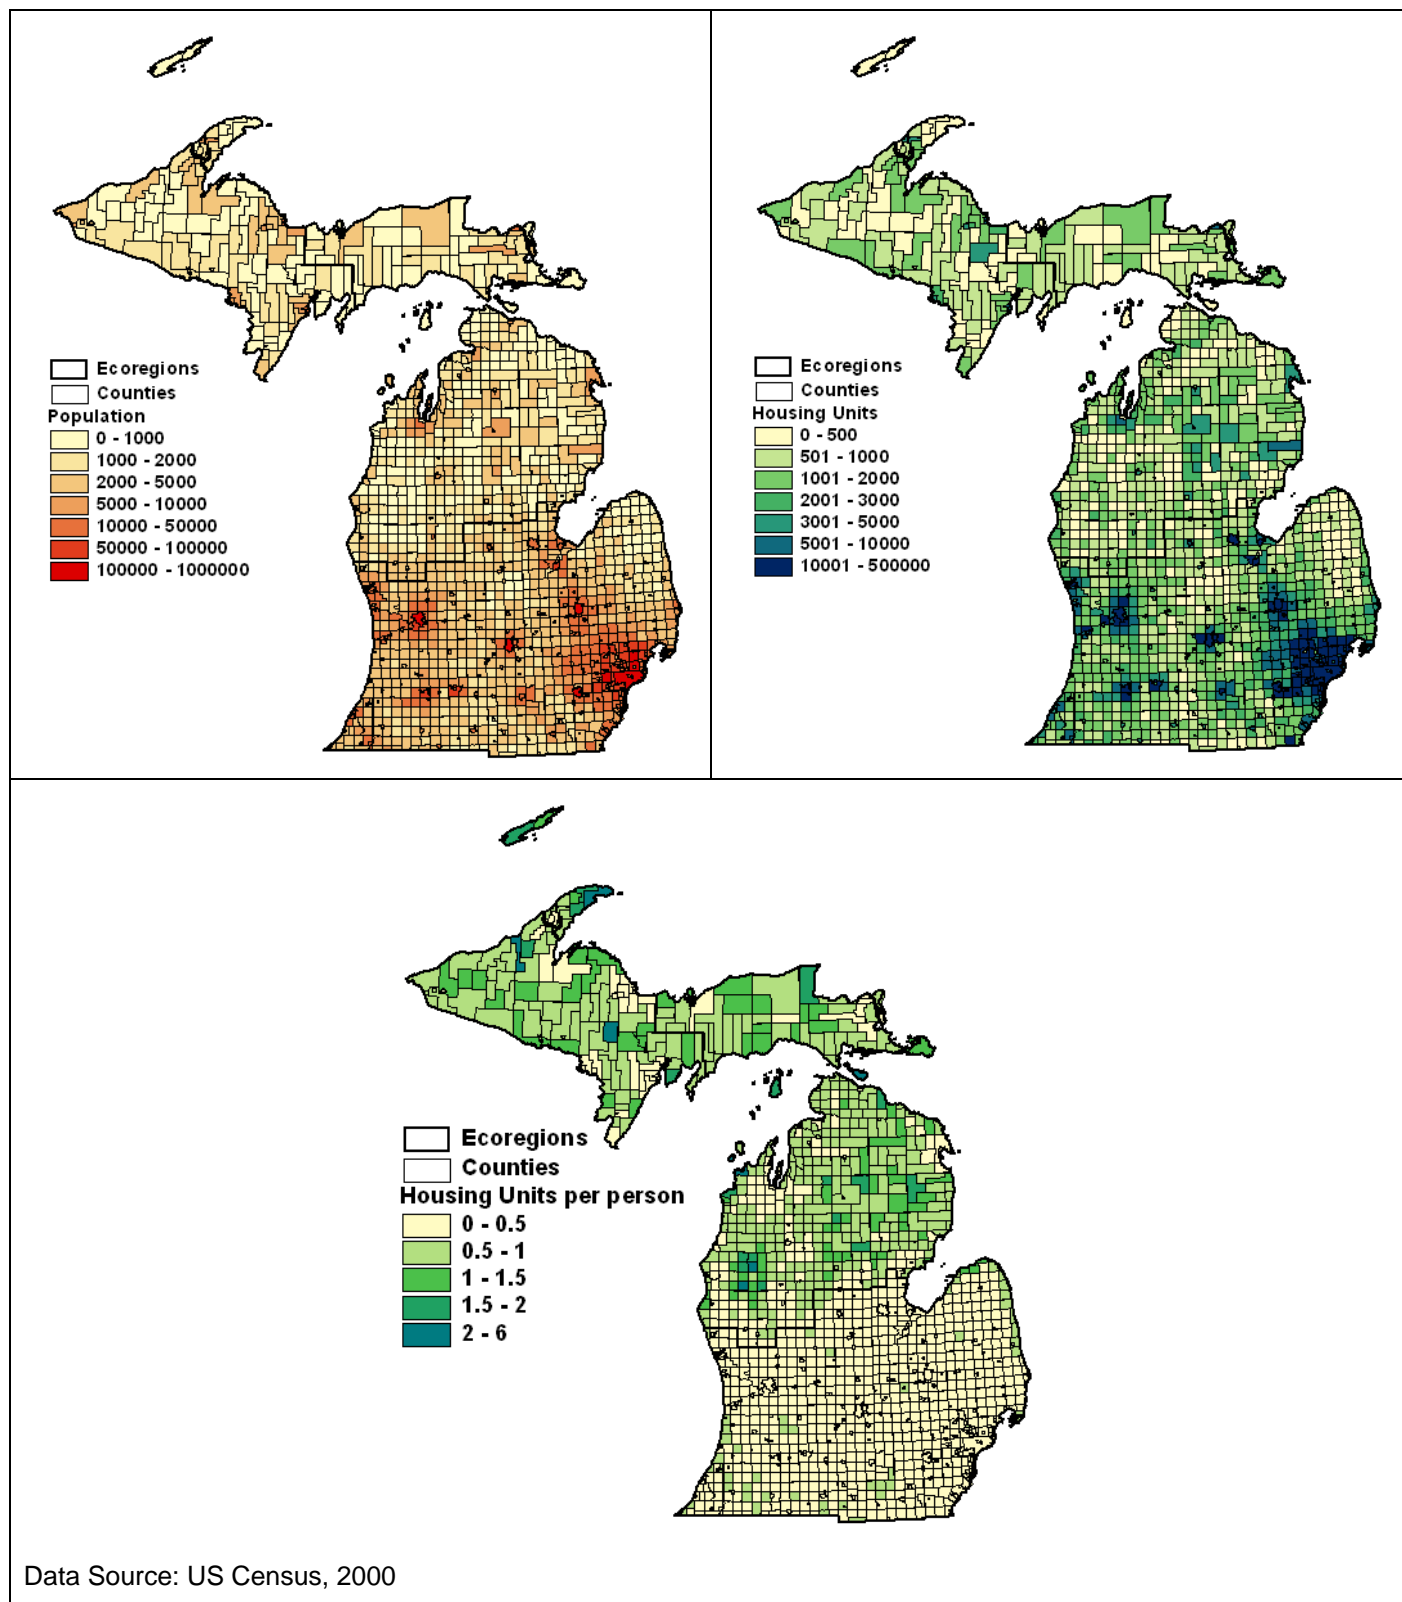 Ecoregions
Counties
Population
0 - 1000
1000 - 2000
2000 - 5000
5000 - 10000
10000 - 50000
50000 - 100000
100000 - 1000000
Ecoregions
Counties
Housing Units
0 - 500
501 - 1000
1001 - 2000
2001 - 3000
3001 - 5000
5001 - 10000
10001 - 500000
Ecoregions
Counties
Housing Units per person
0 - 0.5
0.5 - 1
1 - 1.5
1.5 - 2
2 - 6
Data Source: US Census, 2000